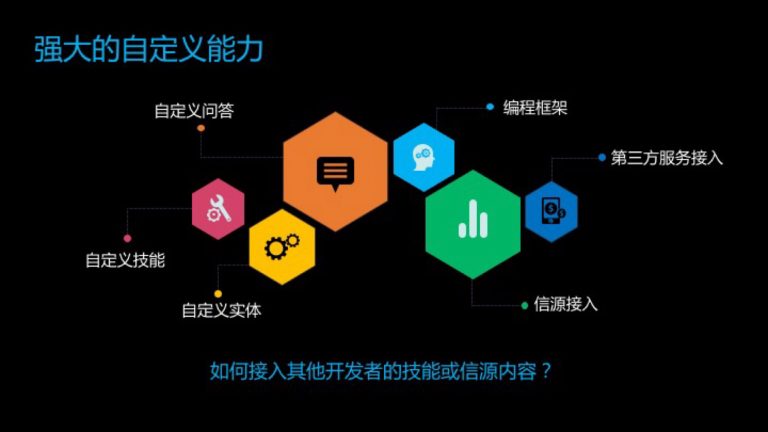 强大的自定义能力
自定义问答
编程框架
第三方服务接入
自定义技能
自定义实体
信源接入
如何接入其他开发者的技能或信源内容？